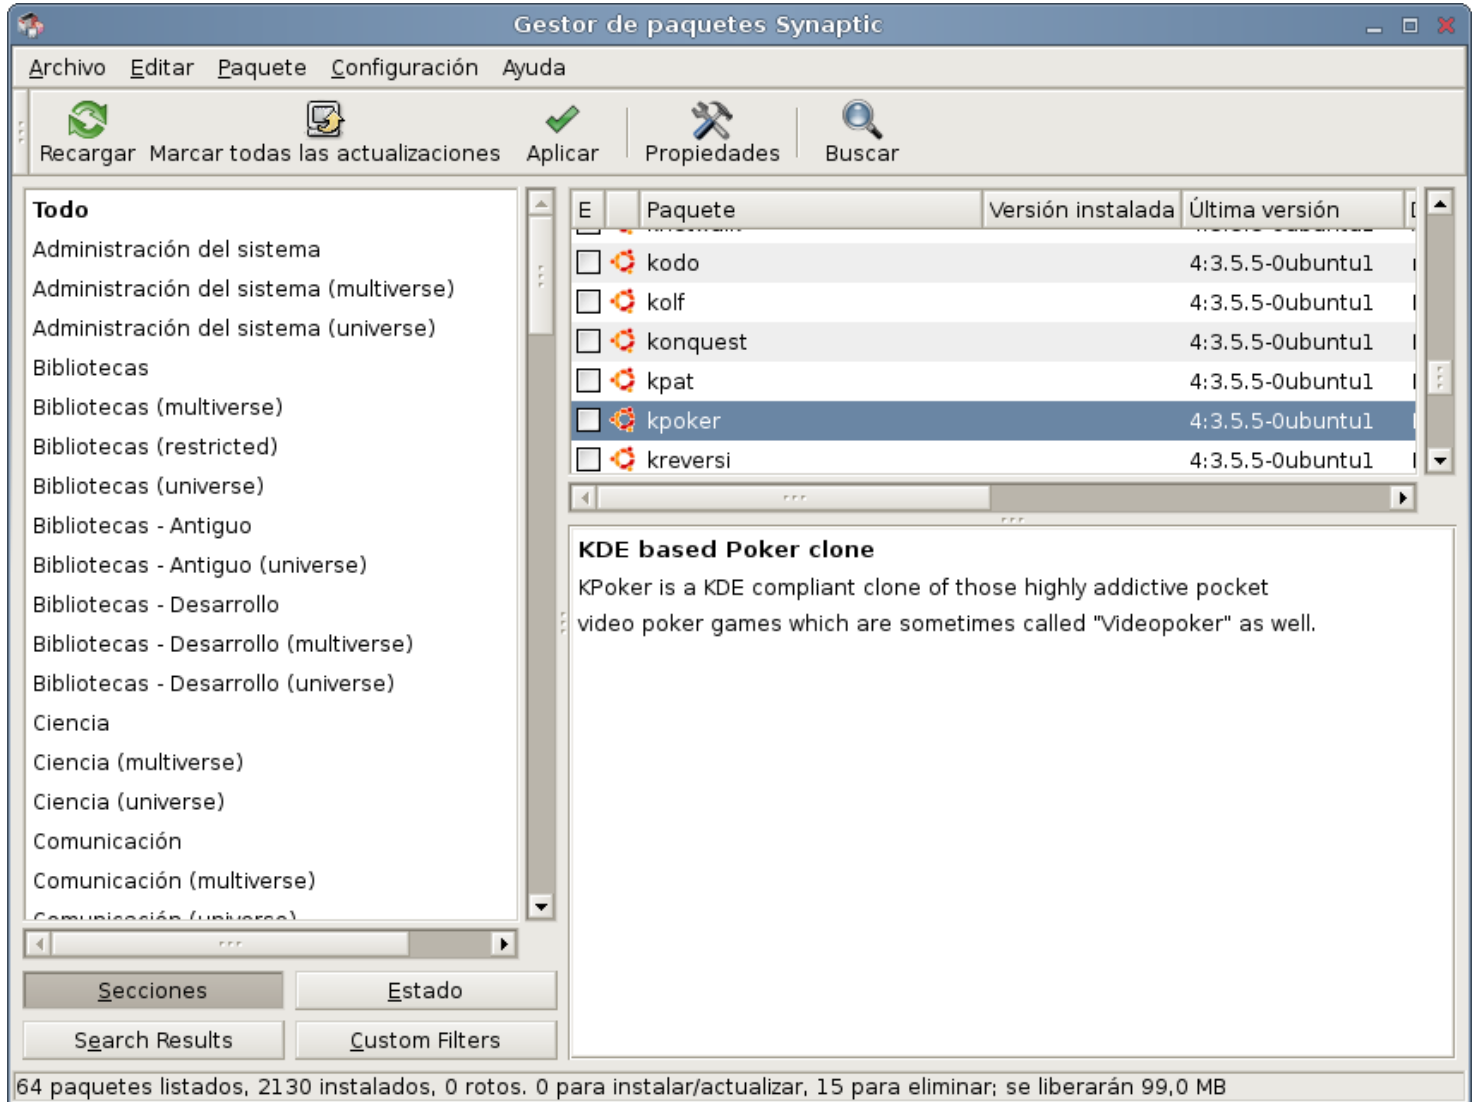 Gestor de paquetes Synaptic
Archivo Editar Paquete Configuración Ayuda
Recargar Marcar todas las actualizaciones Aplicar Propiedades Buscar
Todo
Administración del sistema
Administración del sistema (multiverse)
Administración del sistema (universe)
Bibliotecas
Bibliotecas (multiverse)
Bibliotecas (restricted)
Bibliotecas (universe)
Bibliotecas - Antiguo
Bibliotecas - Antiguo (universe)
Bibliotecas - Desarrollo
Bibliotecas - Desarrollo (multiverse)
Bibliotecas - Desarrollo (universe)
Ciencia
Ciencia (multiverse)
Ciencia (universe)
Comunicación
Comunicación (multiverse)
Comunicación (universe)
Secciones Estado
Search Results Custom Filters
E Paquete Versión instalada Última versión
kodo 4:3.5.5-0ubuntu1
kolf 4:3.5.5-0ubuntu1
konquest 4:3.5.5-0ubuntu1
kpat 4:3.5.5-0ubuntu1
kpoker 4:3.5.5-0ubuntu1
kreversi 4:3.5.5-0ubuntu1
KDE based Poker clone
KPoker is a KDE compliant clone of those highly addictive pocket
video poker games which are sometimes called "Videopoker" as well.
64 paquetes listados, 2130 instalados, 0 rotos. 0 para instalar/actualizar, 15 para eliminar; se liberarán 99,0 MB